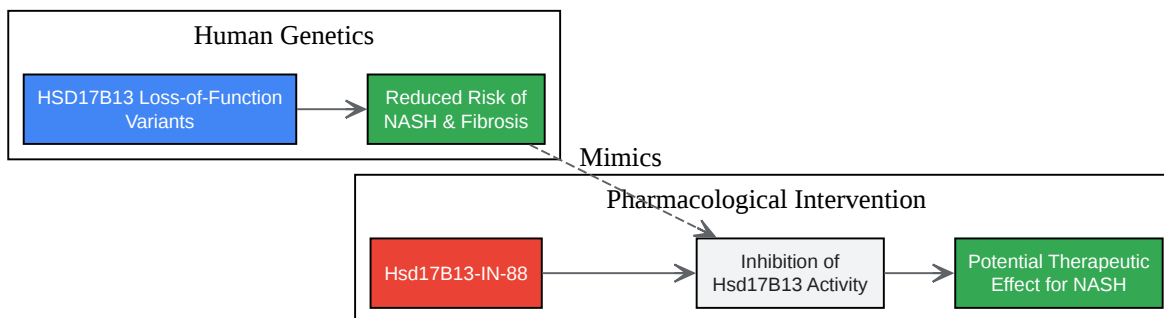 Human Genetics
HSD17B13 Loss-of-Function
Variants
Reduced Risk of
NASH & Fibrosis
Mimics
Pharmacological Intervention
Hsd17B13-IN-88
Inhibition of
Hsd17B13 Activity
Potential Therapeutic
Effect for NASH